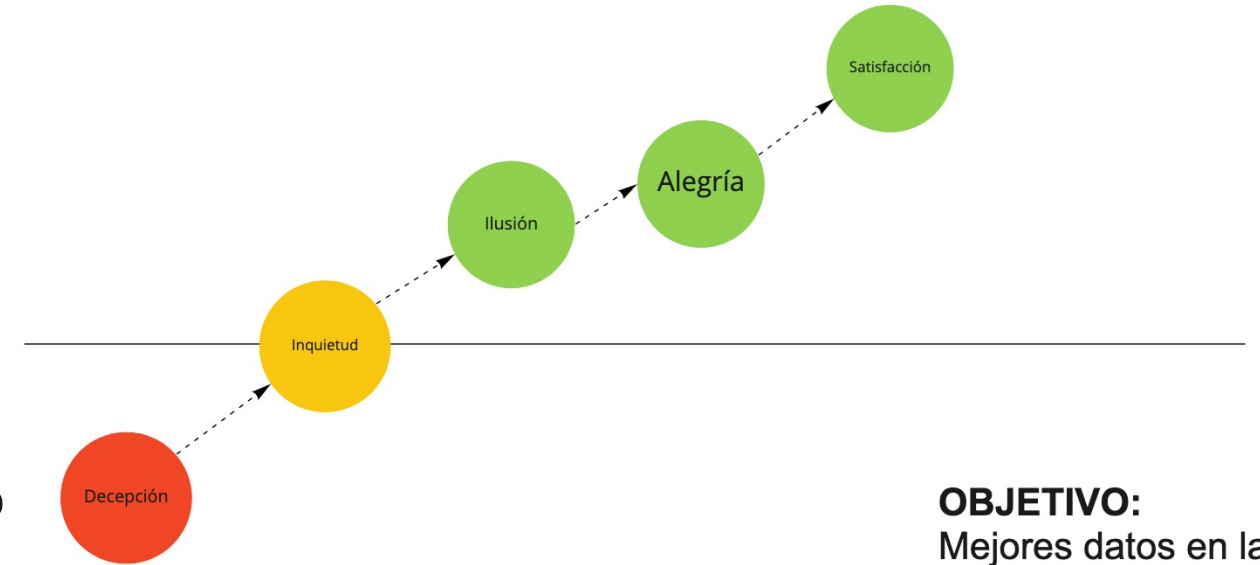 Satisfacción
Alegría
Ilusión
Inquietud
Decepción
OBJETIVO:
Mejores datos en la